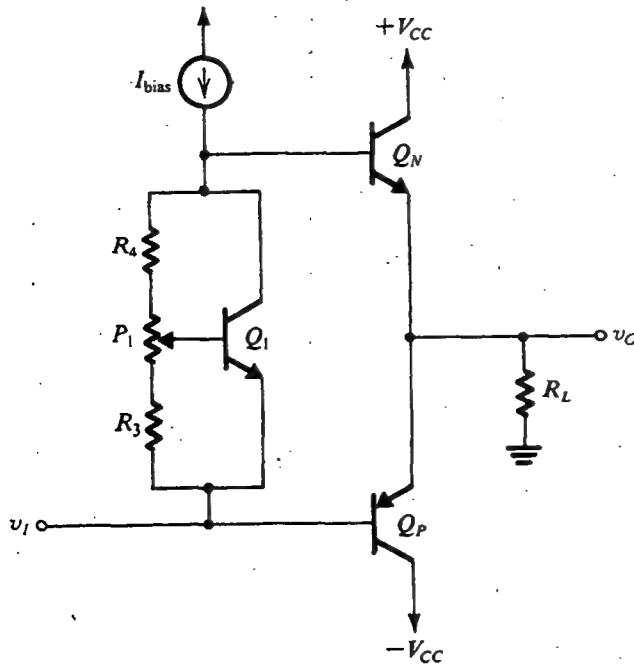 +V_CC
I_bias
Q_N
R_4
P_1
Q_1
v_O
R_L
R_3
v_I
Q_P
−V_CC